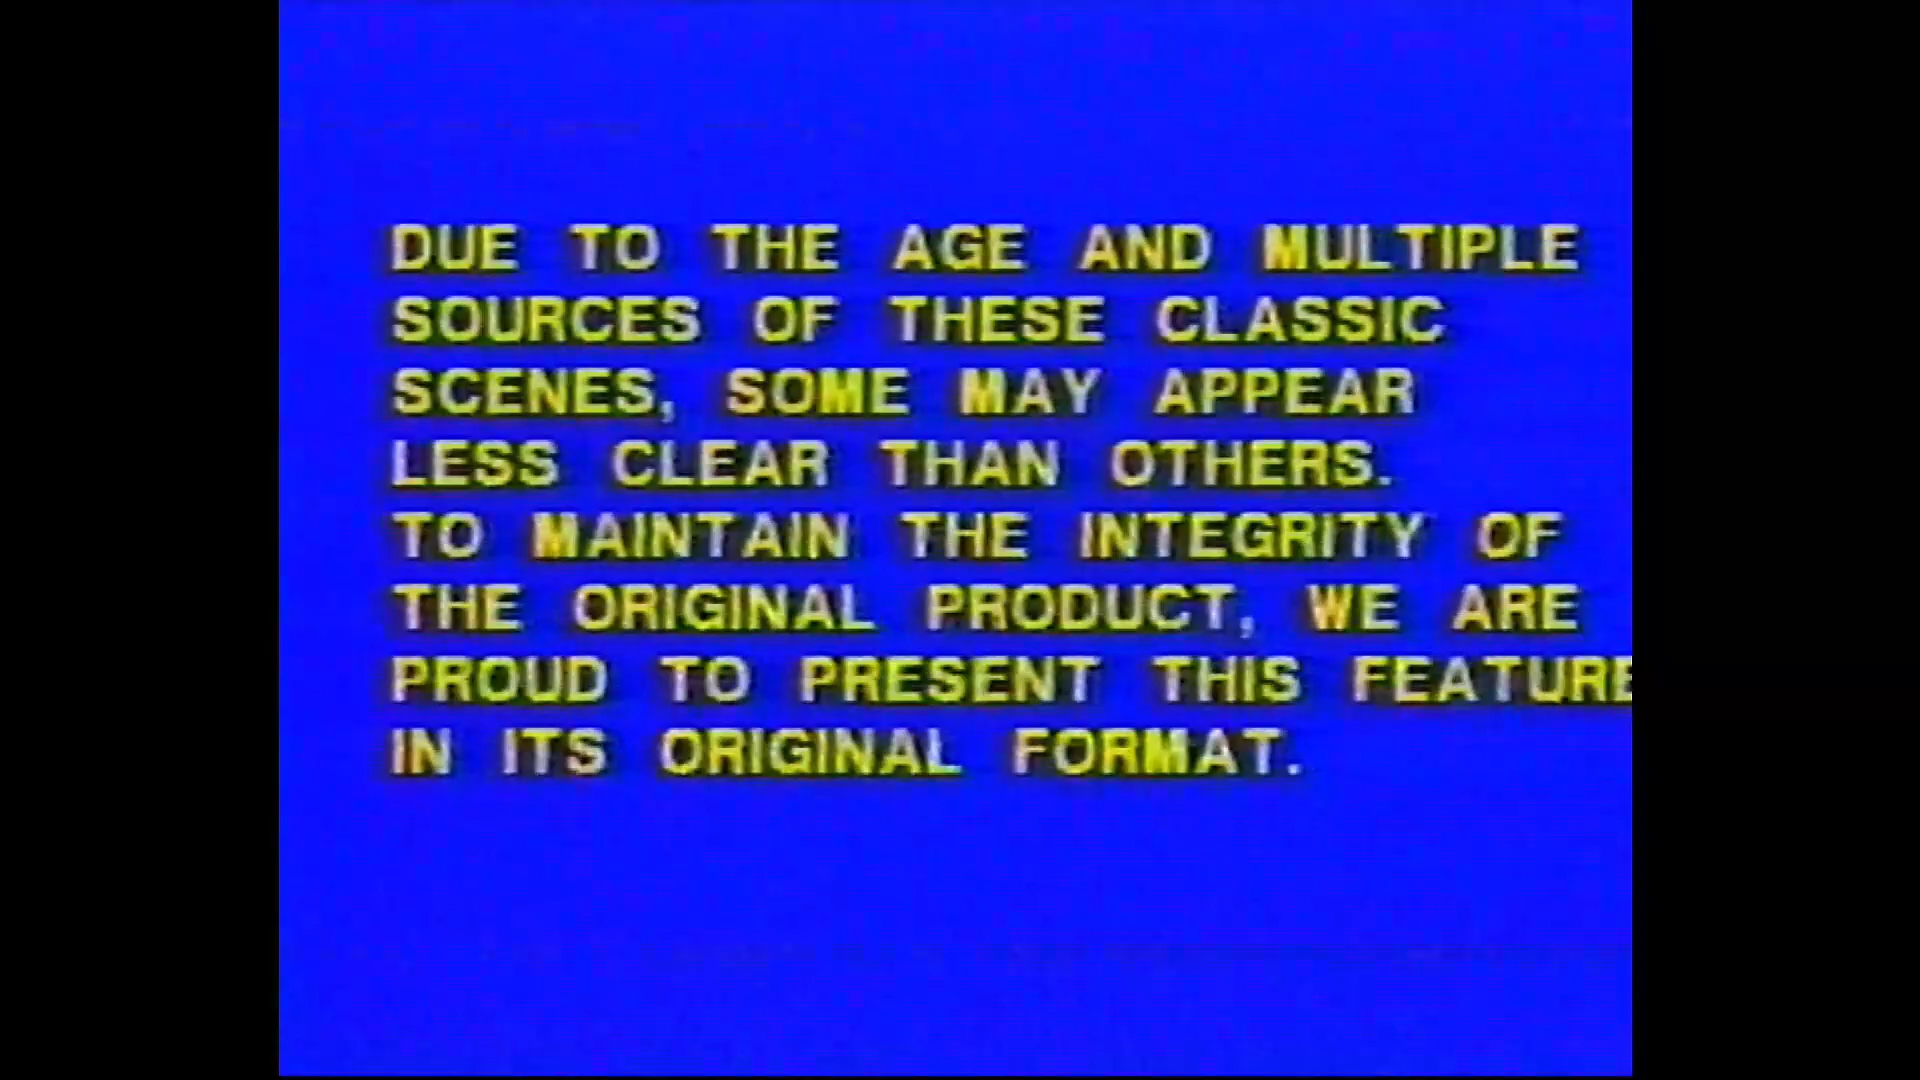 DUE TO THE AGE AND MULTIPLE
SOURCES OF THESE CLASSIC
SCENES, SOME MAY APPEAR
LESS CLEAR THAN OTHERS.
TO MAINTAIN THE INTEGRITY OF
THE ORIGINAL PRODUCT, WE ARE
PROUD TO PRESENT THIS FEATURE
IN ITS ORIGINAL FORMAT.